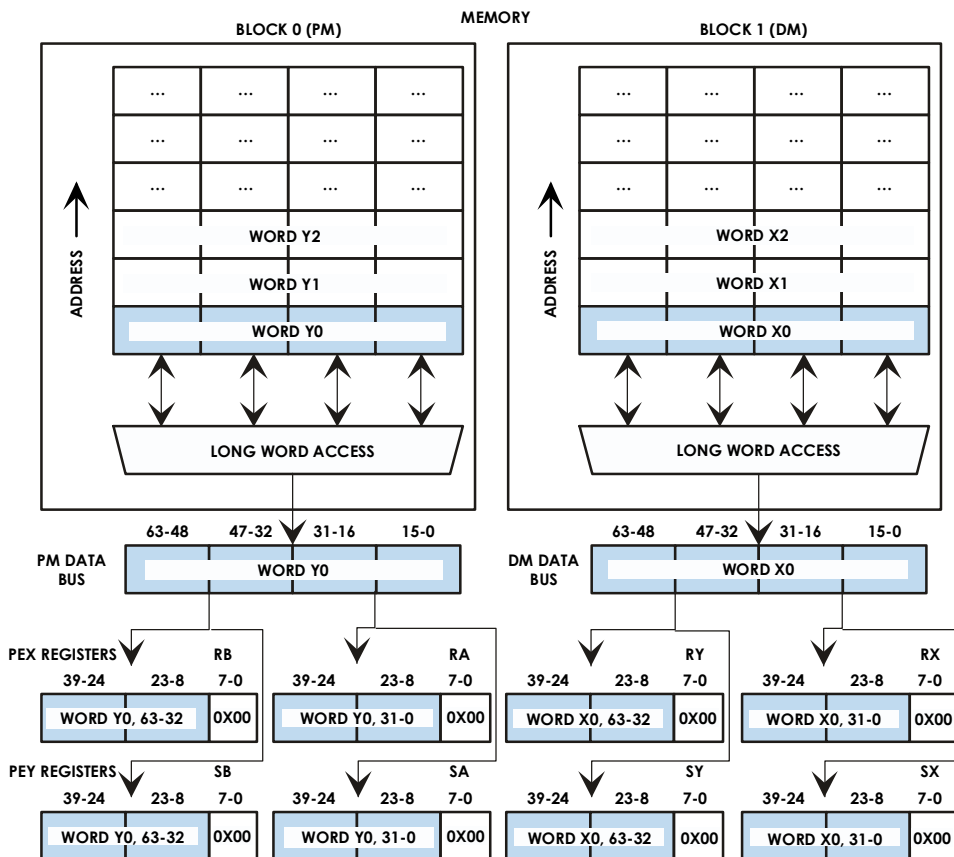 MEMORY
BLOCK 0 (PM) BLOCK 1 (DM)
... ... ... ... ... ... ... ...
... ... ... ... ... ... ... ...
... ... ... ... ... ... ... ...
ADDRESS WORD Y2 ADDRESS WORD X2
WORD Y1 WORD X1
WORD Y0 WORD X0
LONG WORD ACCESS LONG WORD ACCESS
63-48 47-32 31-16 15-0 63-48 47-32 31-16 15-0
PM DATA BUS WORD Y0 DM DATA BUS WORD X0
PEX REGISTERS RB RA RY RX
39-24 23-8 7-0 39-24 23-8 7-0 39-24 23-8 7-0 39-24 23-8 7-0
WORD Y0, 63-32 0X00 WORD Y0, 31-0 0X00 WORD X0, 63-32 0X00 WORD X0, 31-0 0X00
PEY REGISTERS SB SA SY SX
39-24 23-8 7-0 39-24 23-8 7-0 39-24 23-8 7-0 39-24 23-8 7-0
WORD Y0, 63-32 0X00 WORD Y0, 31-0 0X00 WORD X0, 63-32 0X00 WORD X0, 31-0 0X00